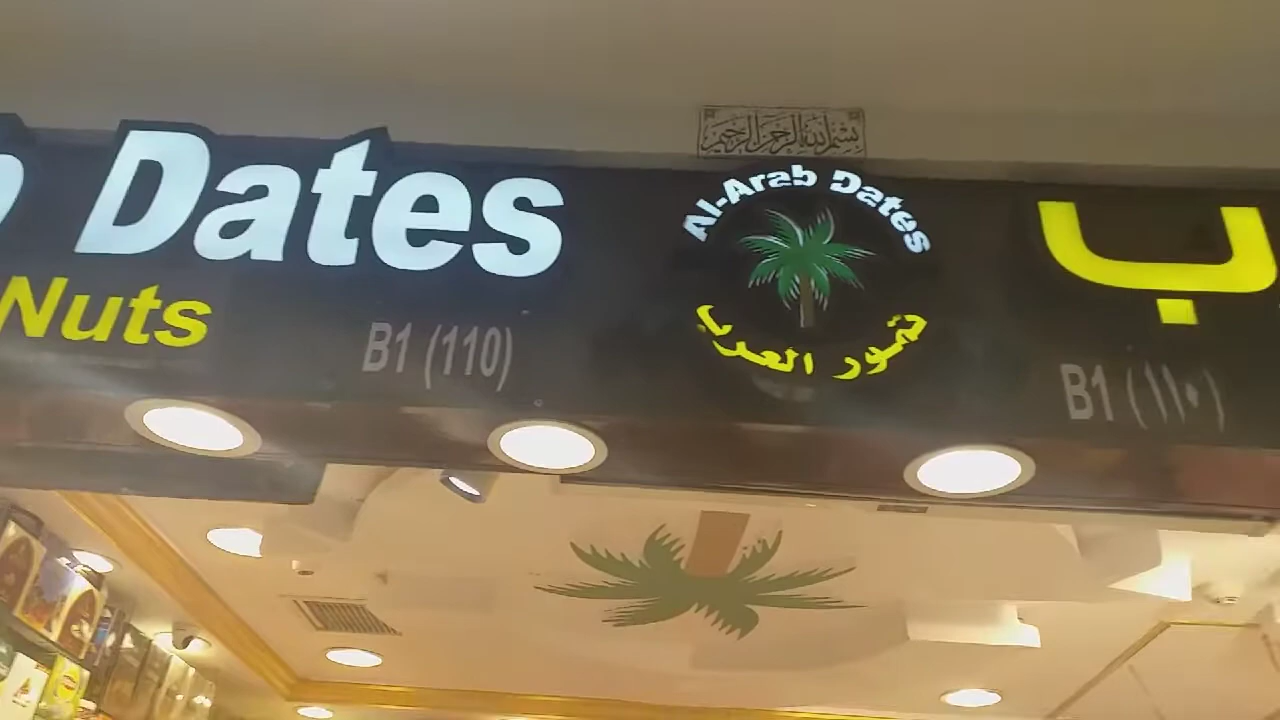 بسم الله الرحمن الرحيم
Dates
Nuts
B1 (110)
Al-Arab Dates
تمور العرب
ب
B1 (١١٠)